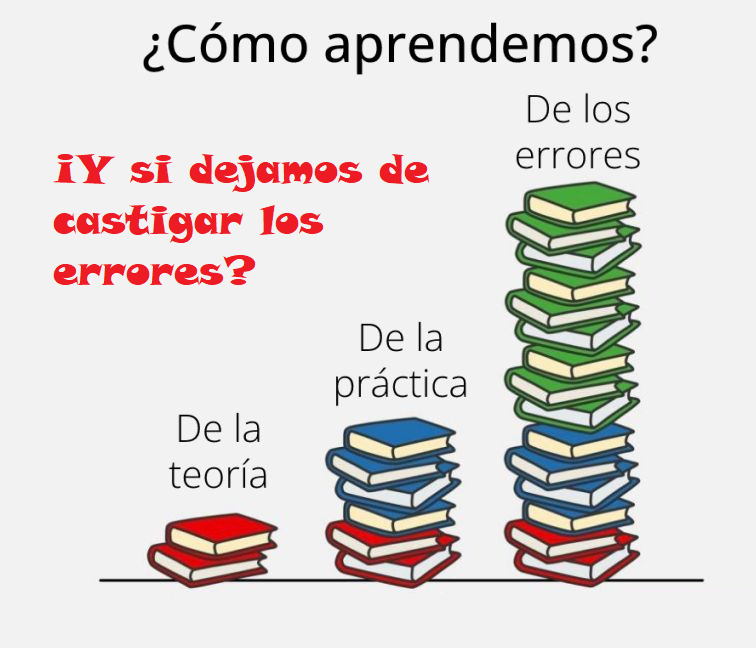 ¿Cómo aprendemos?
De los
errores
¡Y si dejamos de
castigar los
errores?
De la
práctica
De la
teoría